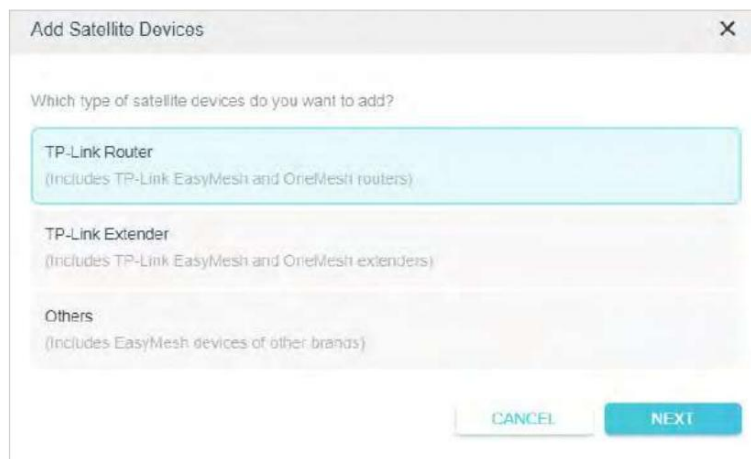 Add Satellite Devices
Which type of satellite devices do you want to add?
TP-Link Router
(Includes TP-Link EasyMesh and OneMesh routers)
TP-Link Extender
(Includes TP-Link EasyMesh and OneMesh extenders)
Others
(Includes EasyMesh devices of other brands)
CANCEL NEXT